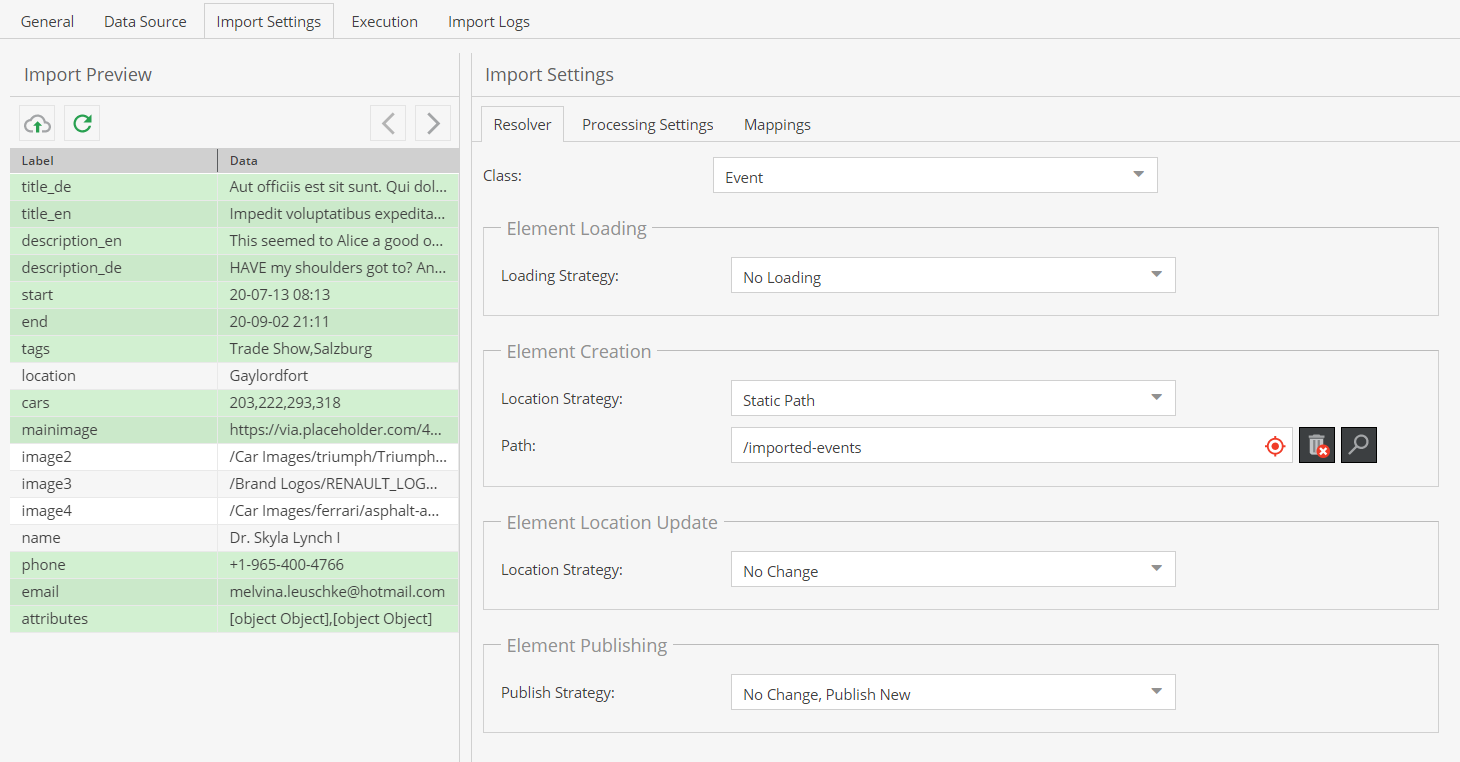 General Data Source Import Settings Execution Import Logs
Import Preview
Label Data
title_de Aut officiis est sit sunt. Qui dol...
title_en Impedit voluptatibus expedita...
description_en This seemed to Alice a good o...
description_de HAVE my shoulders got to? An...
start 20-07-13 08:13
end 20-09-02 21:11
tags Trade Show,Salzburg
location Gaylordfort
cars 203,222,293,318
mainimage https://via.placeholder.com/4...
image2 /Car Images/triumph/Triumph...
image3 /Brand Logos/RENAULT_LOG...
image4 /Car Images/ferrari/asphalt-a...
name Dr. Skyla Lynch I
phone +1-965-400-4766
email melvina.leuschke@hotmail.com
attributes [object Object],[object Object]
Import Settings
Resolver Processing Settings Mappings
Class: Event
Element Loading
Loading Strategy: No Loading
Element Creation
Location Strategy: Static Path
Path: /imported-events
Element Location Update
Location Strategy: No Change
Element Publishing
Publish Strategy: No Change, Publish New